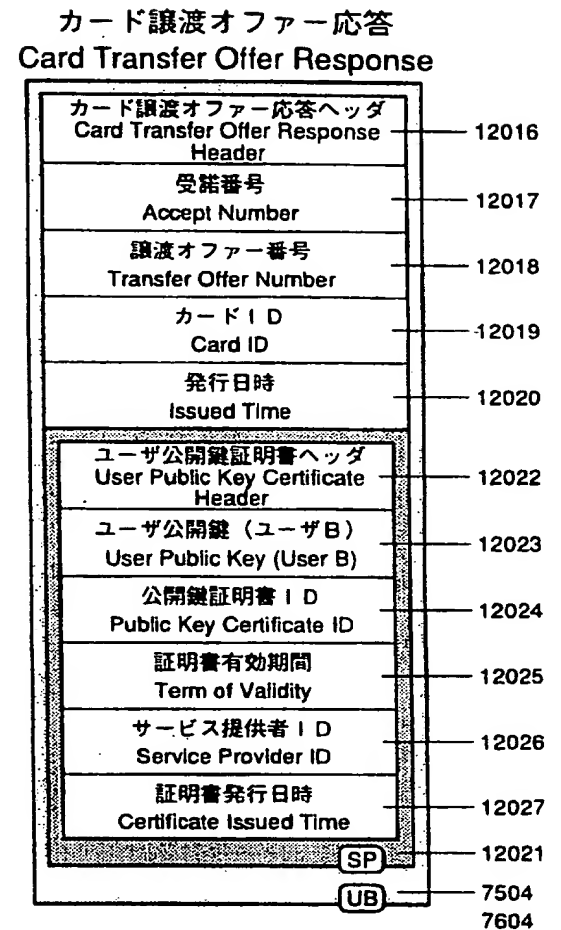 カード譲渡オファー応答
Card Transfer Offer Response
カード譲渡オファー応答ヘッダ
Card Transfer Offer Response
Header
12016
受諾番号
Accept Number
12017
譲渡オファー番号
Transfer Offer Number
12018
カードID
Card ID
12019
発行日時
Issued Time
12020
ユーザ公開鍵証明書ヘッダ
User Public Key Certificate
Header
12022
ユーザ公開鍵（ユーザB）
User Public Key (User B)
12023
公開鍵証明書ID
Public Key Certificate ID
12024
証明書有効期間
Term of Validity
12025
サービス提供者ID
Service Provider ID
12026
証明書発行日時
Certificate Issued Time
12027
SP
12021
UB
7504
7604